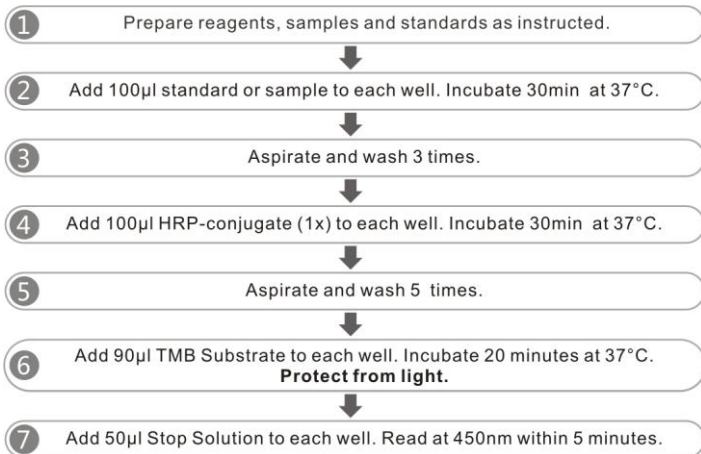 1 Prepare reagents, samples and standards as instructed.
2 Add 100μl standard or sample to each well. Incubate 30min at 37°C.
3 Aspirate and wash 3 times.
4 Add 100μl HRP-conjugate (1x) to each well. Incubate 30min at 37°C.
5 Aspirate and wash 5 times.
6 Add 90μl TMB Substrate to each well. Incubate 20 minutes at 37°C.
Protect from light.
7 Add 50μl Stop Solution to each well. Read at 450nm within 5 minutes.